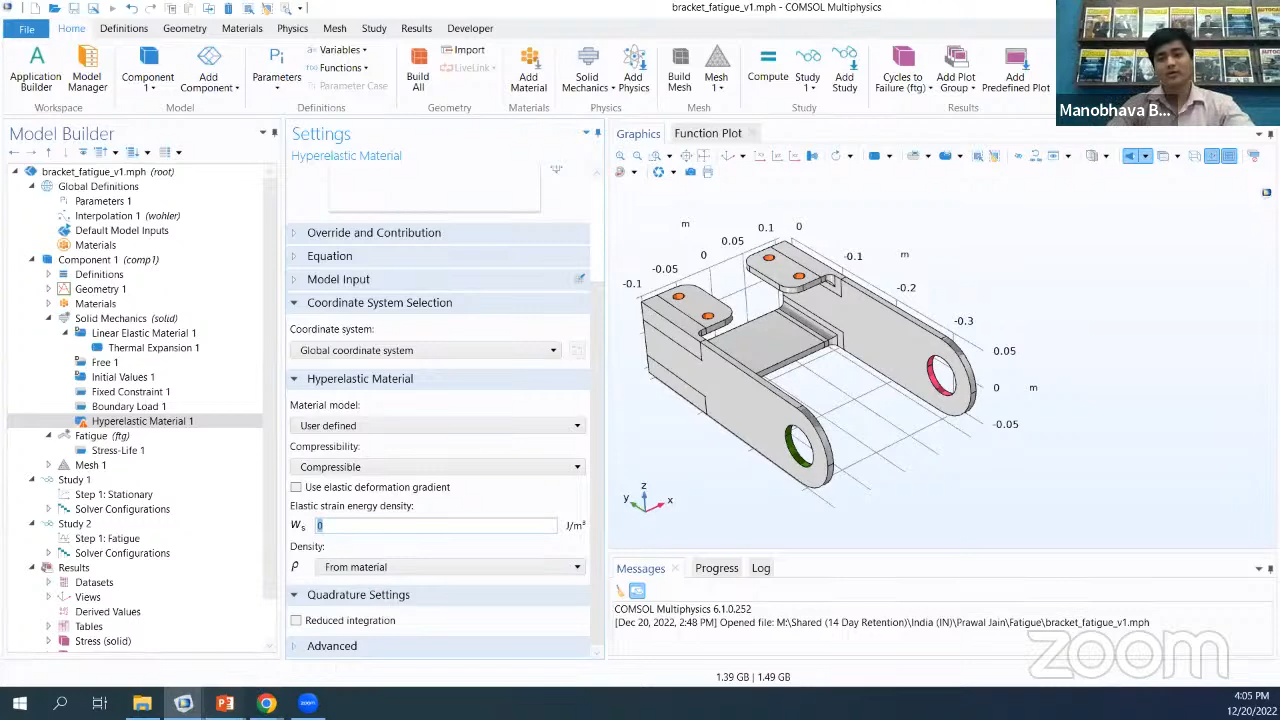 bracket_fatigue_v1.mph - COMSOL Multiphysics
File
Home
Definitions
Geometry
Materials
Physics
Mesh
Study
Developer
Application Builder
Model Manager
Workspace
Component 1
Add Component
Model
Parameters
Variables
Functions
Parameter Case
Definitions
Build All
Import
LiveLink
Geometry
Add Material
Materials
Solid Mechanics
Add Physics
Physics
Build Mesh
Mesh 1
Mesh
Compute
Study 1
Add Study
Study
Cycles to Failure (ftg)
Add Plot Group
Add Predefined Plot
Results
Manobhava B...
Model Builder
bracket_fatigue_v1.mph (root)
Global Definitions
Parameters 1
Interpolation 1 (wohler)
Default Model Inputs
Materials
Component 1 (comp1)
Definitions
Geometry 1
Materials
Solid Mechanics (solid)
Linear Elastic Material 1
Thermal Expansion 1
Free 1
Initial Values 1
Fixed Constraint 1
Boundary Load 1
Hyperelastic Material 1
Fatigue (ftg)
Stress-Life 1
Mesh 1
Study 1
Step 1: Stationary
Solver Configurations
Study 2
Step 1: Fatigue
Solver Configurations
Results
Datasets
Views
Derived Values
Tables
Stress (solid)
Settings
Hyperelastic Material
Override and Contribution
Equation
Model Input
Coordinate System Selection
Coordinate system:
Global coordinate system
Hyperelastic Material
Material model:
User defined
Compressibility:
Compressible
Use elastic deformation gradient
Elastic strain energy density:
Ws 0 J/m³
Density:
ρ From material
Quadrature Settings
Reduced integration
Advanced
Graphics
Function Plot
m
0.1
0
0.05
0
-0.05
-0.1
-0.1
m
-0.2
-0.3
0.05
0
m
-0.05
z
y
x
Messages
Progress
Log
COMSOL Multiphysics 6.1.0.252
[Dec 20, 2022, 2:48 PM] Opened file: M:\Shared (14 Day Retention)\India (IN)\Prawal Jain\Fatigue\bracket_fatigue_v1.mph
zoom
1.39 GB | 1.49 GB
zoom
4:05 PM
12/20/2022